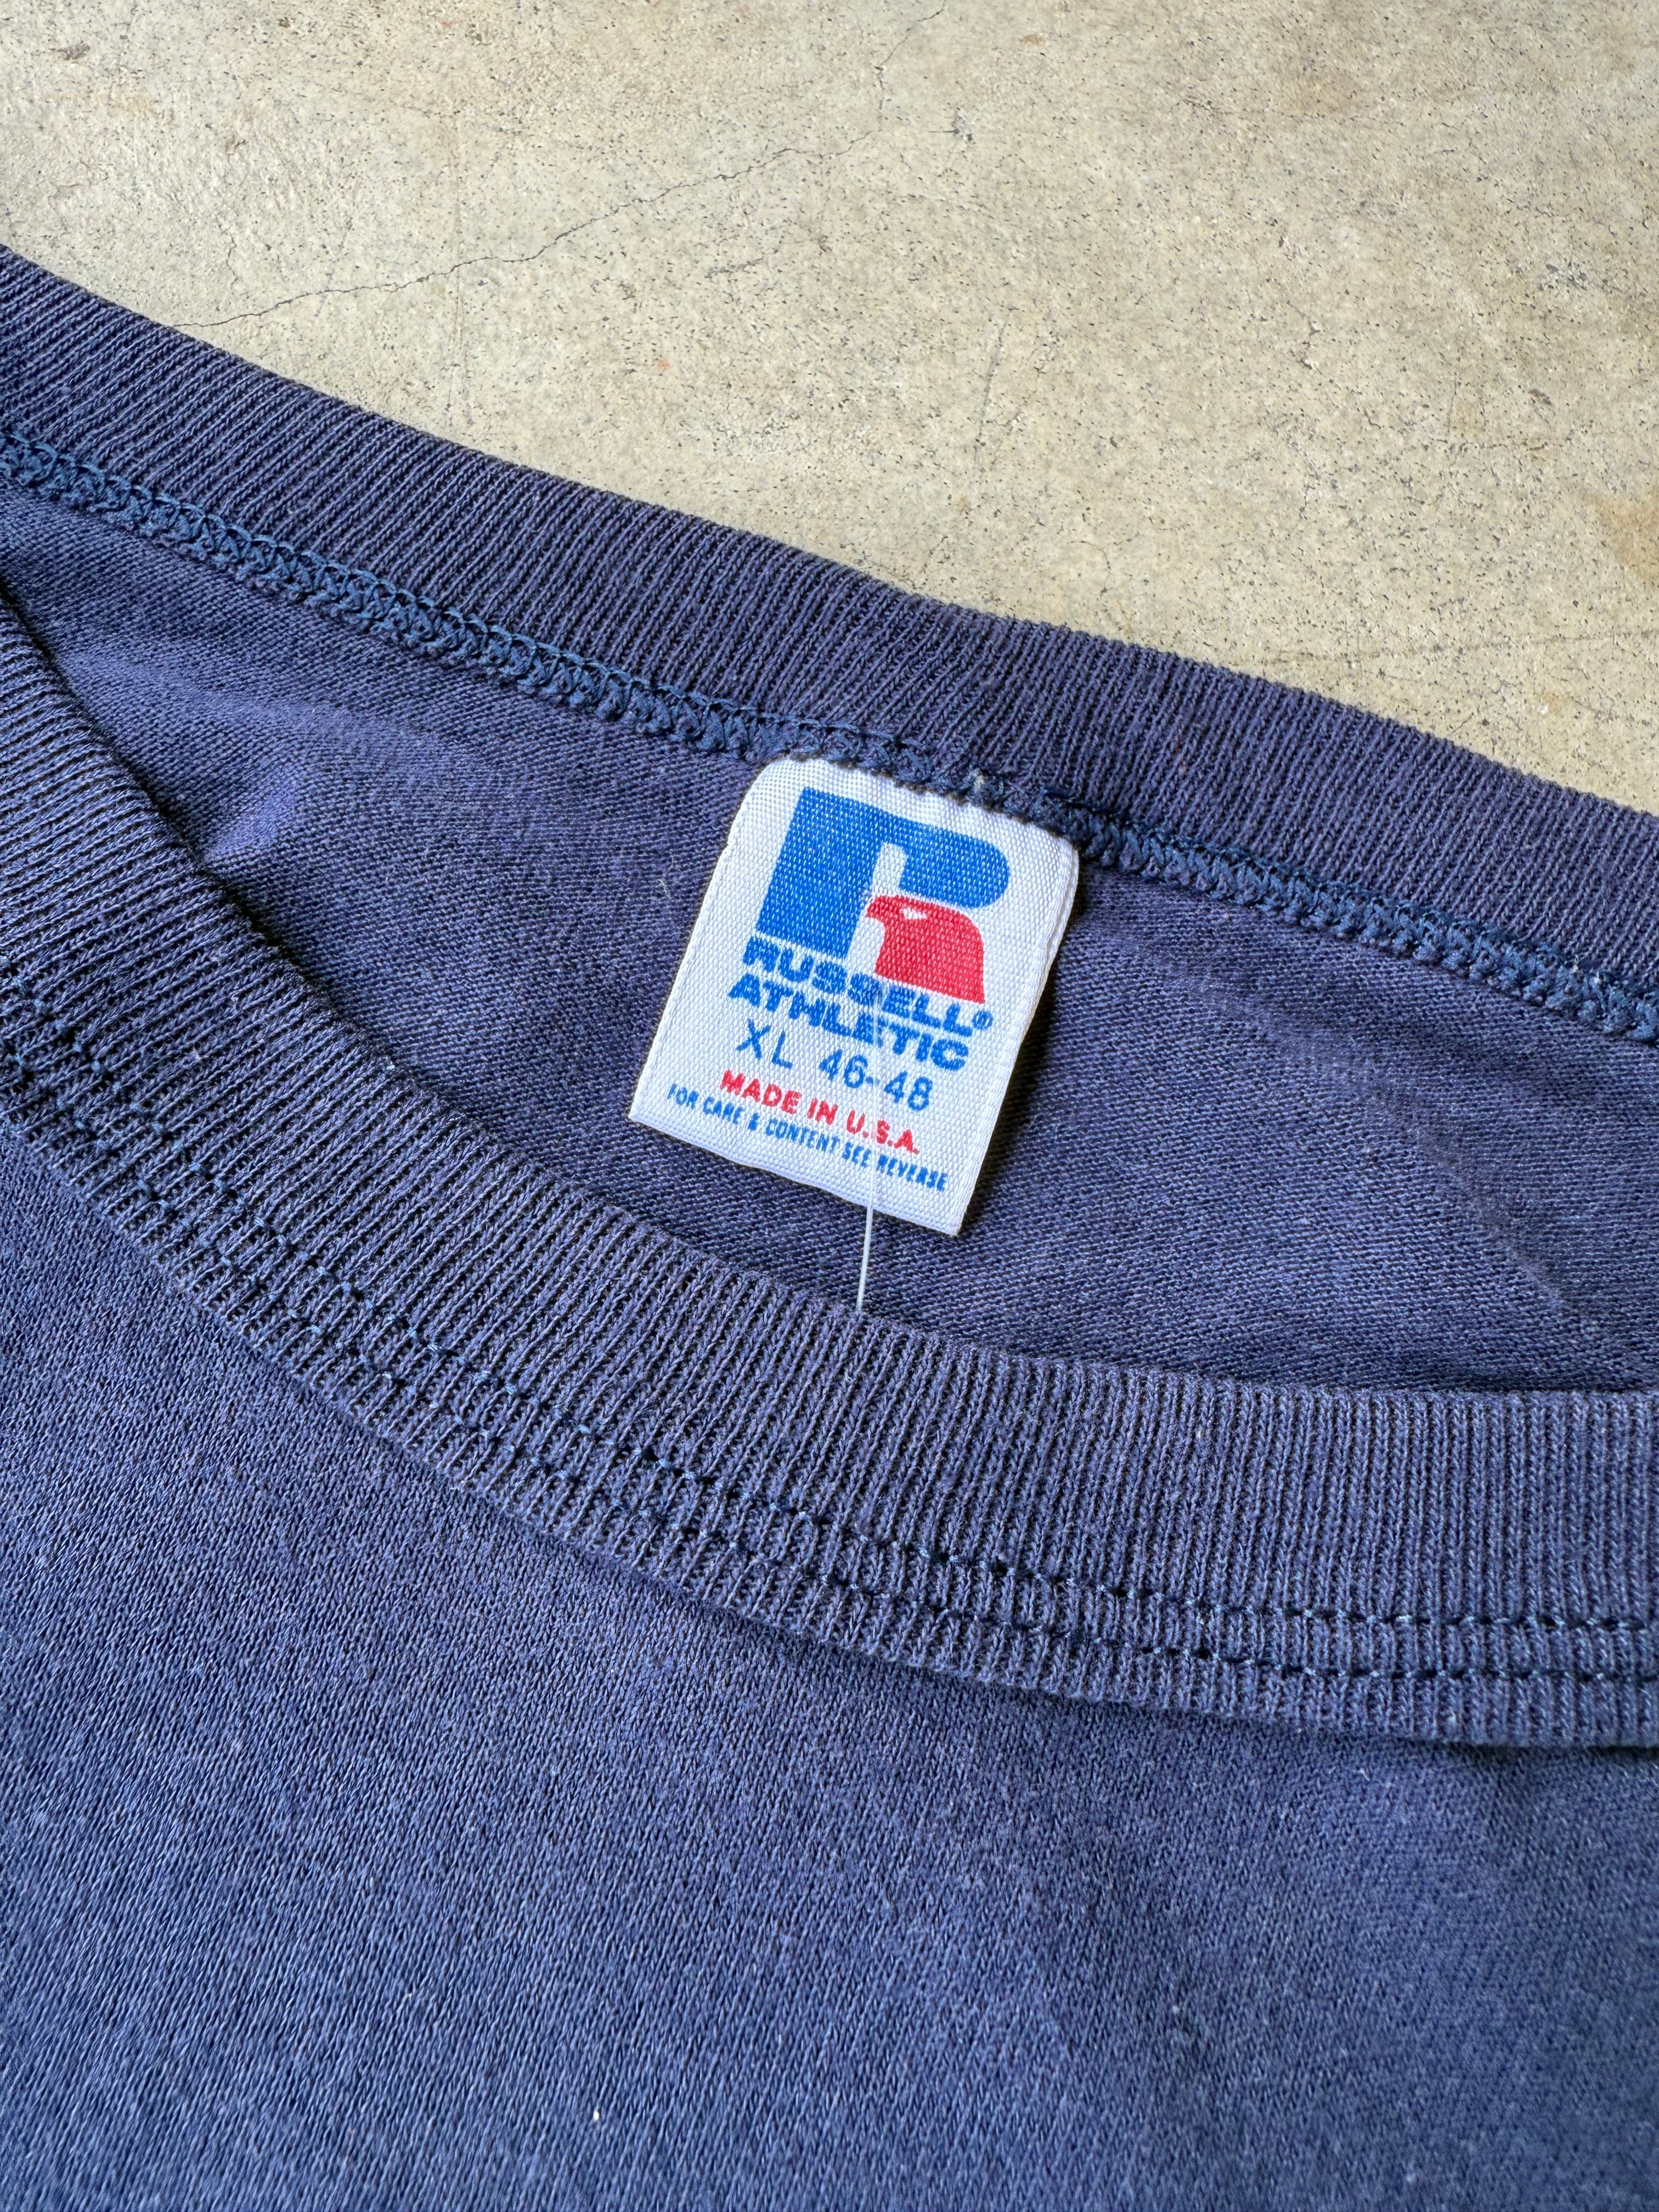 R
RUSSELL®
ATHLETIC
XL 46-48
MADE IN U.S.A.
FOR CARE & CONTENT SEE REVERSE